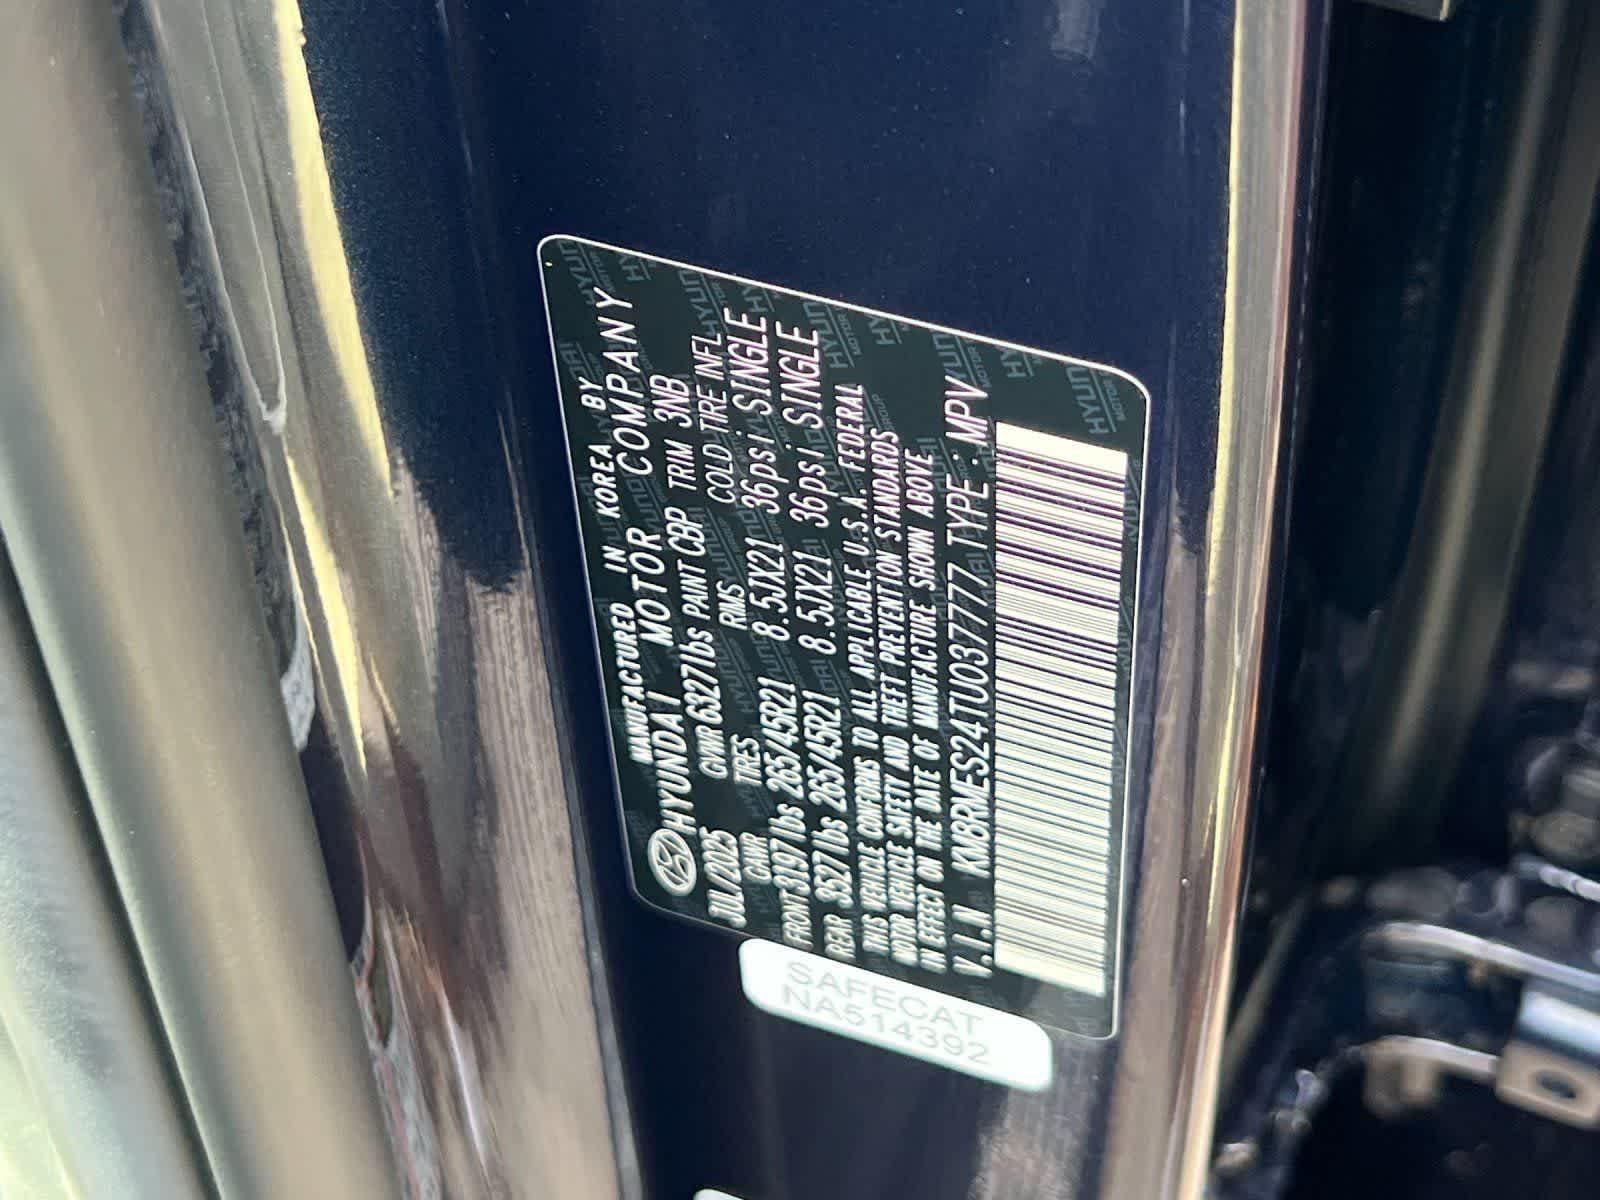 MANUFACTURED IN KOREA BY
HYUNDAI MOTOR COMPANY
JUL/2025 GVWR 6327lbs PAINT CBP TRIM 3NB
GAWR TIRES RIMS COLD TIRE INFL.
FRONT 3197lbs 265/45R21 8.5JX21 36psi.SINGLE
REAR 3527lbs 265/45R21 8.5JX21 36psi.SINGLE
THIS VEHICLE CONFORMS TO ALL APPLICABLE U.S.A. FEDERAL
MOTOR VEHICLE SAFETY AND THEFT PREVENTION STANDARDS
IN EFFECT ON THE DATE OF MANUFACTURE SHOWN ABOVE
V.I.N KM8RMES24TU037777 TYPE : MPV
SAFECAT
NA514392